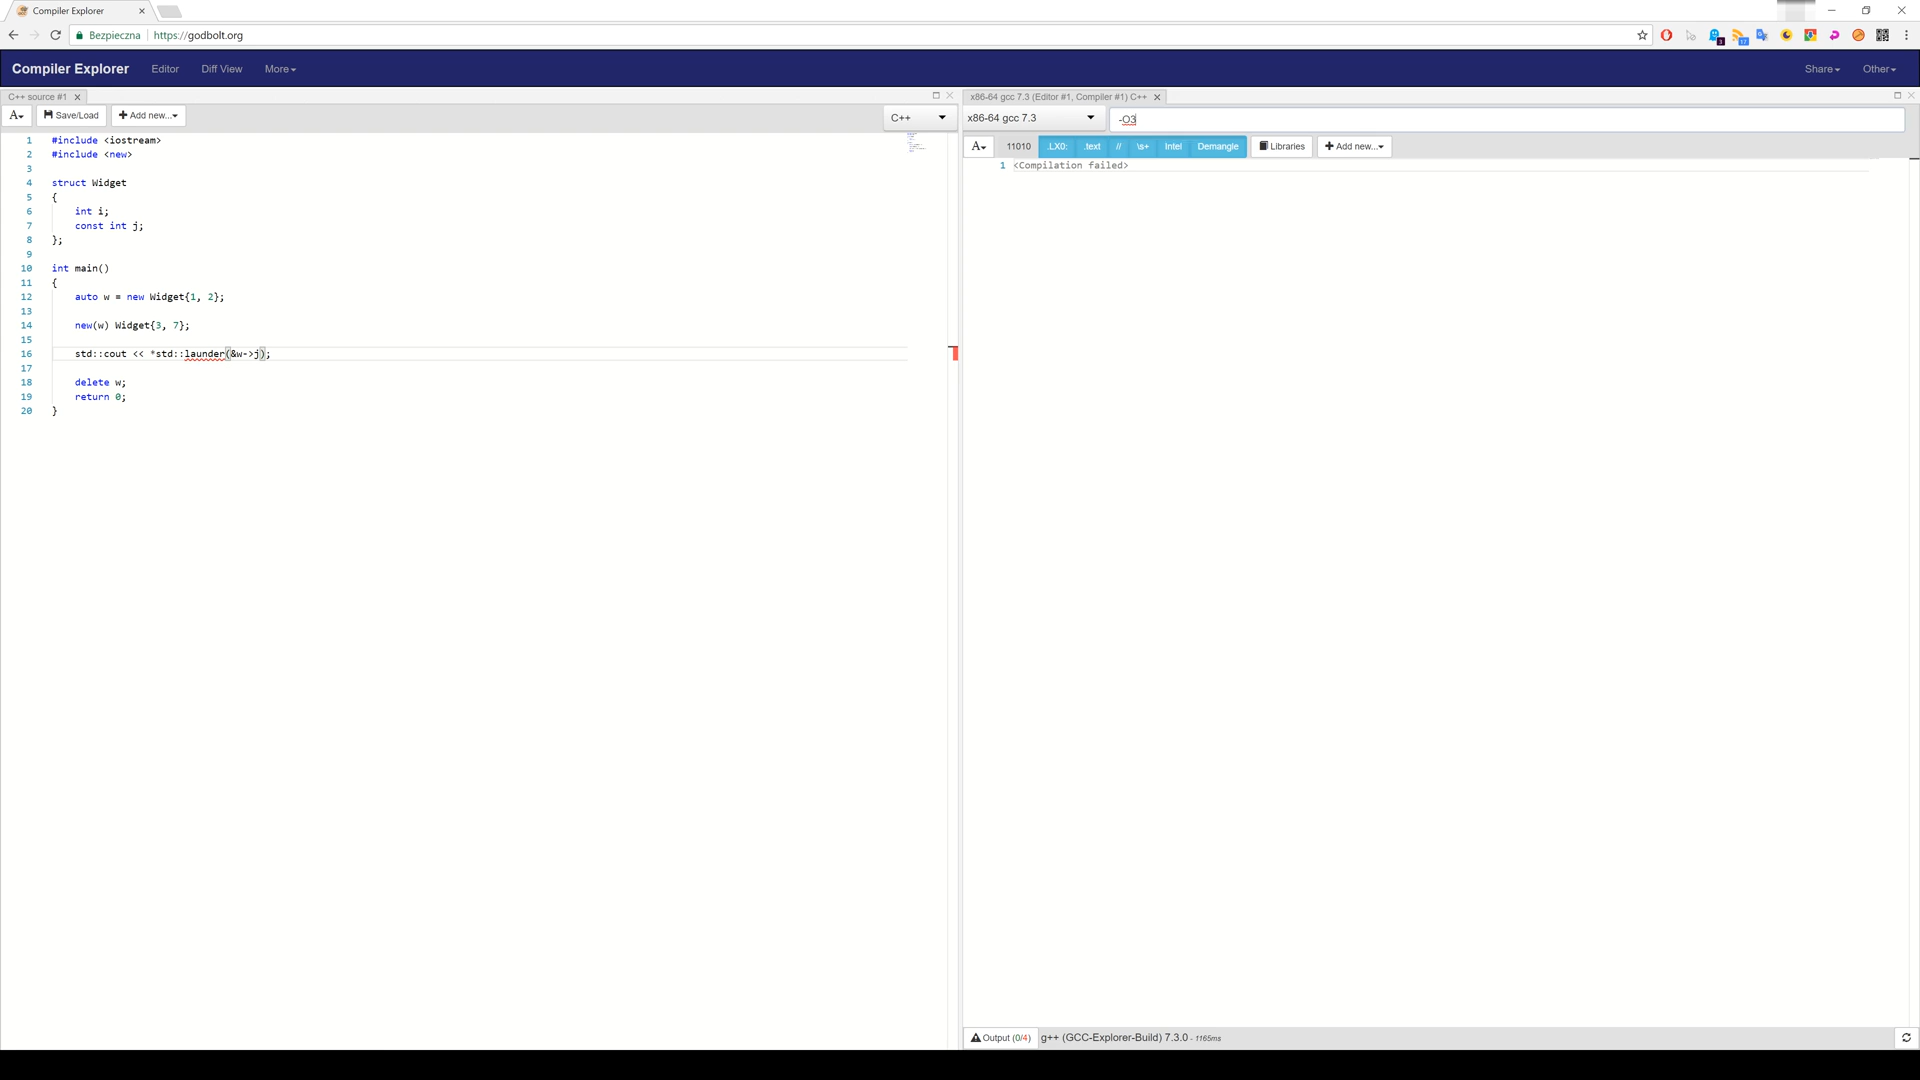 Compiler Explorer
Bezpieczna https://godbolt.org
3
17
Compiler Explorer Editor Diff View More Share Other
C++ source #1
A Save/Load Add new... C++
1 #include <iostream>
2 #include <new>
3
4 struct Widget
5 {
6 int i;
7 const int j;
8 };
9
10 int main()
11 {
12 auto w = new Widget{1, 2};
13
14 new(w) Widget{3, 7};
15
16 std::cout << *std::launder(&w->j);
17
18 delete w;
19 return 0;
20 }
x86-64 gcc 7.3 (Editor #1, Compiler #1) C++
x86-64 gcc 7.3 -O3
A 11010 .LX0: .text // \s+ Intel Demangle Libraries Add new...
1 <Compilation failed>
Output (0/4) g++ (GCC-Explorer-Build) 7.3.0 - 1165ms